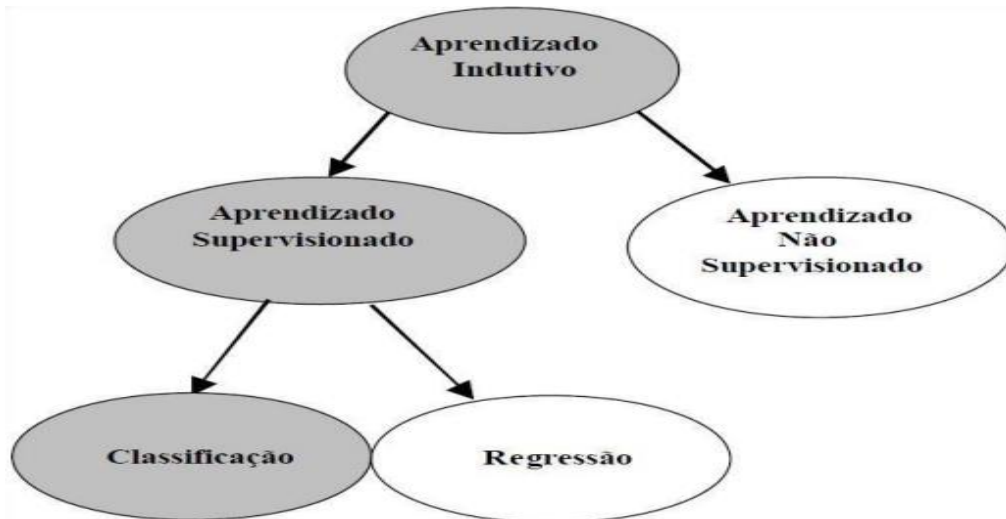 Aprendizado
Indutivo
Aprendizado
Supervisionado
Aprendizado
Não
Supervisionado
Classificação
Regressão